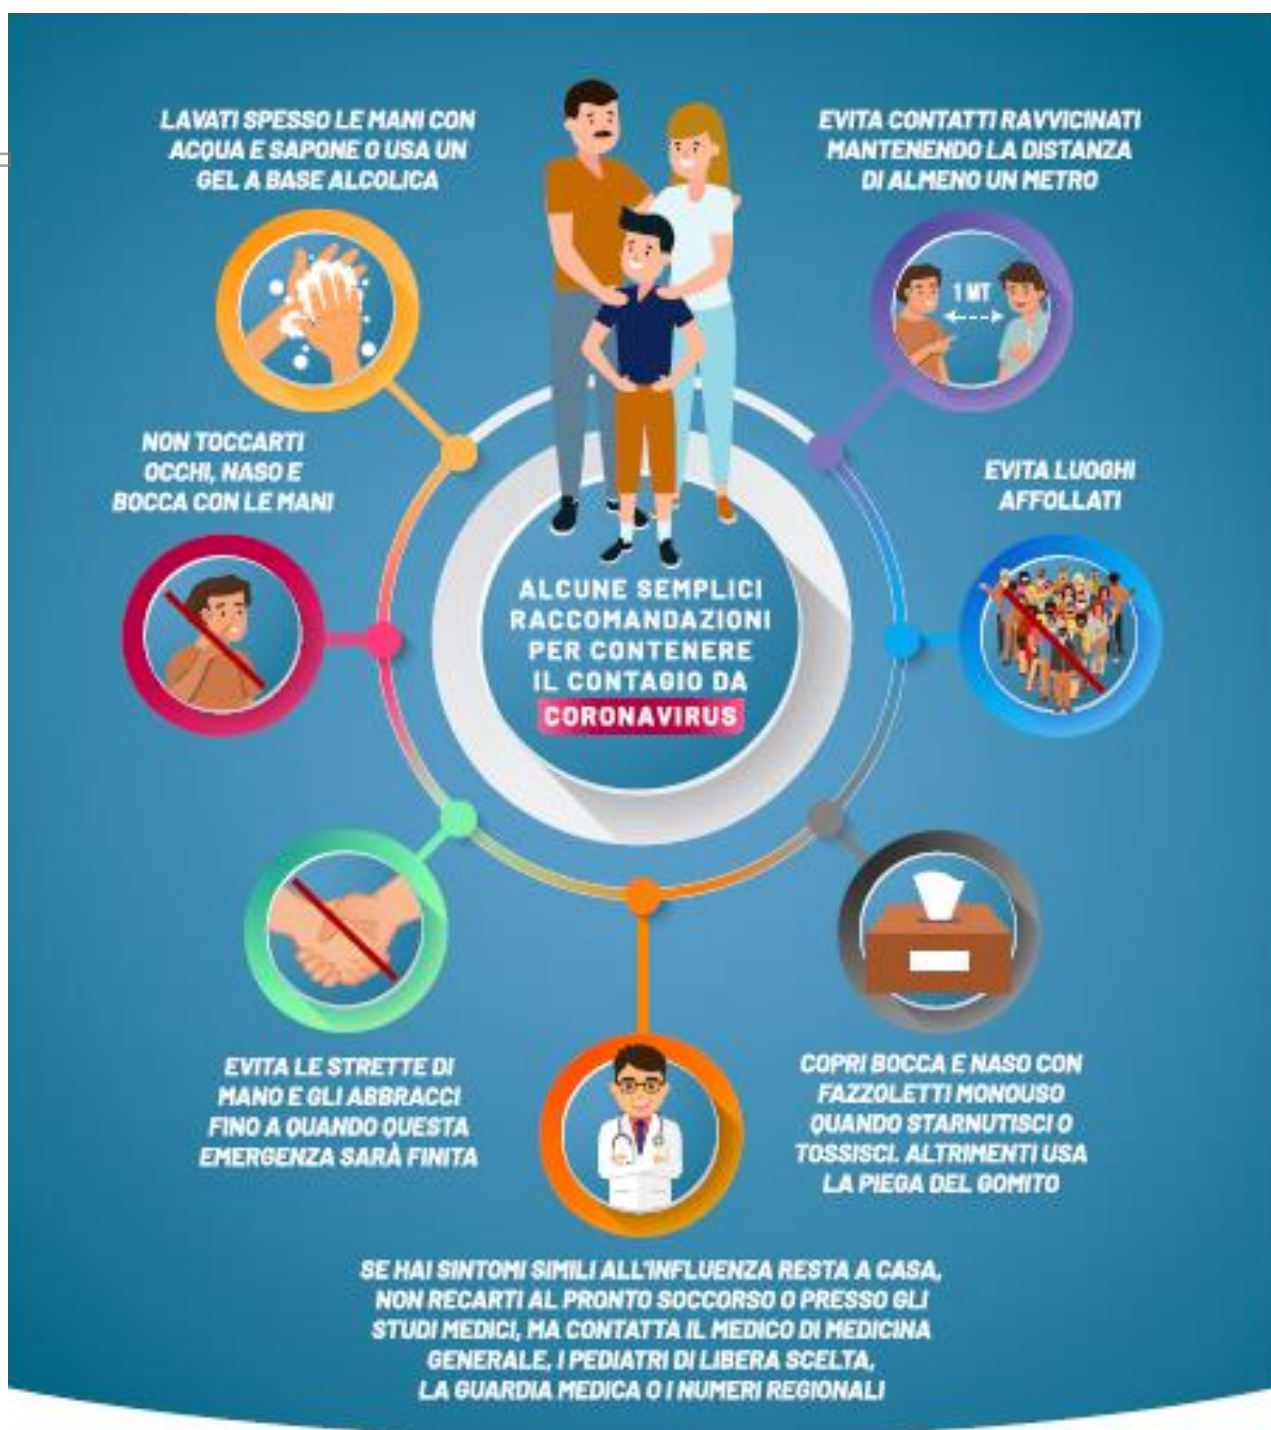 LAVATI SPESSO LE MANI CON
ACQUA E SAPONE O USA UN
GEL A BASE ALCOLICA
EVITA CONTATTI RAVVICINATI
MANTENENDO LA DISTANZA
DI ALMENO UN METRO
1 MT
NON TOCCARTI
OCCHI, NASO E
BOCCA CON LE MANI
EVITA LUOGHI
AFFOLLATI
ALCUNE SEMPLICI
RACCOMANDAZIONI
PER CONTENERE
IL CONTAGIO DA
CORONAVIRUS
EVITA LE STRETTE DI
MANO E GLI ABBRACCI
FINO A QUANDO QUESTA
EMERGENZA SARÀ FINITA
COPRI BOCCA E NASO CON
FAZZOLETTI MONOUSO
QUANDO STARNUTISCI O
TOSSISCI. ALTRIMENTI USA
LA PIEGA DEL GOMITO
SE HAI SINTOMI SIMILI ALL'INFLUENZA RESTA A CASA,
NON RECARTI AL PRONTO SOCCORSO O PRESSO GLI
STUDI MEDICI, MA CONTATTA IL MEDICO DI MEDICINA
GENERALE, I PEDIATRI DI LIBERA SCELTA,
LA GUARDIA MEDICA O I NUMERI REGIONALI